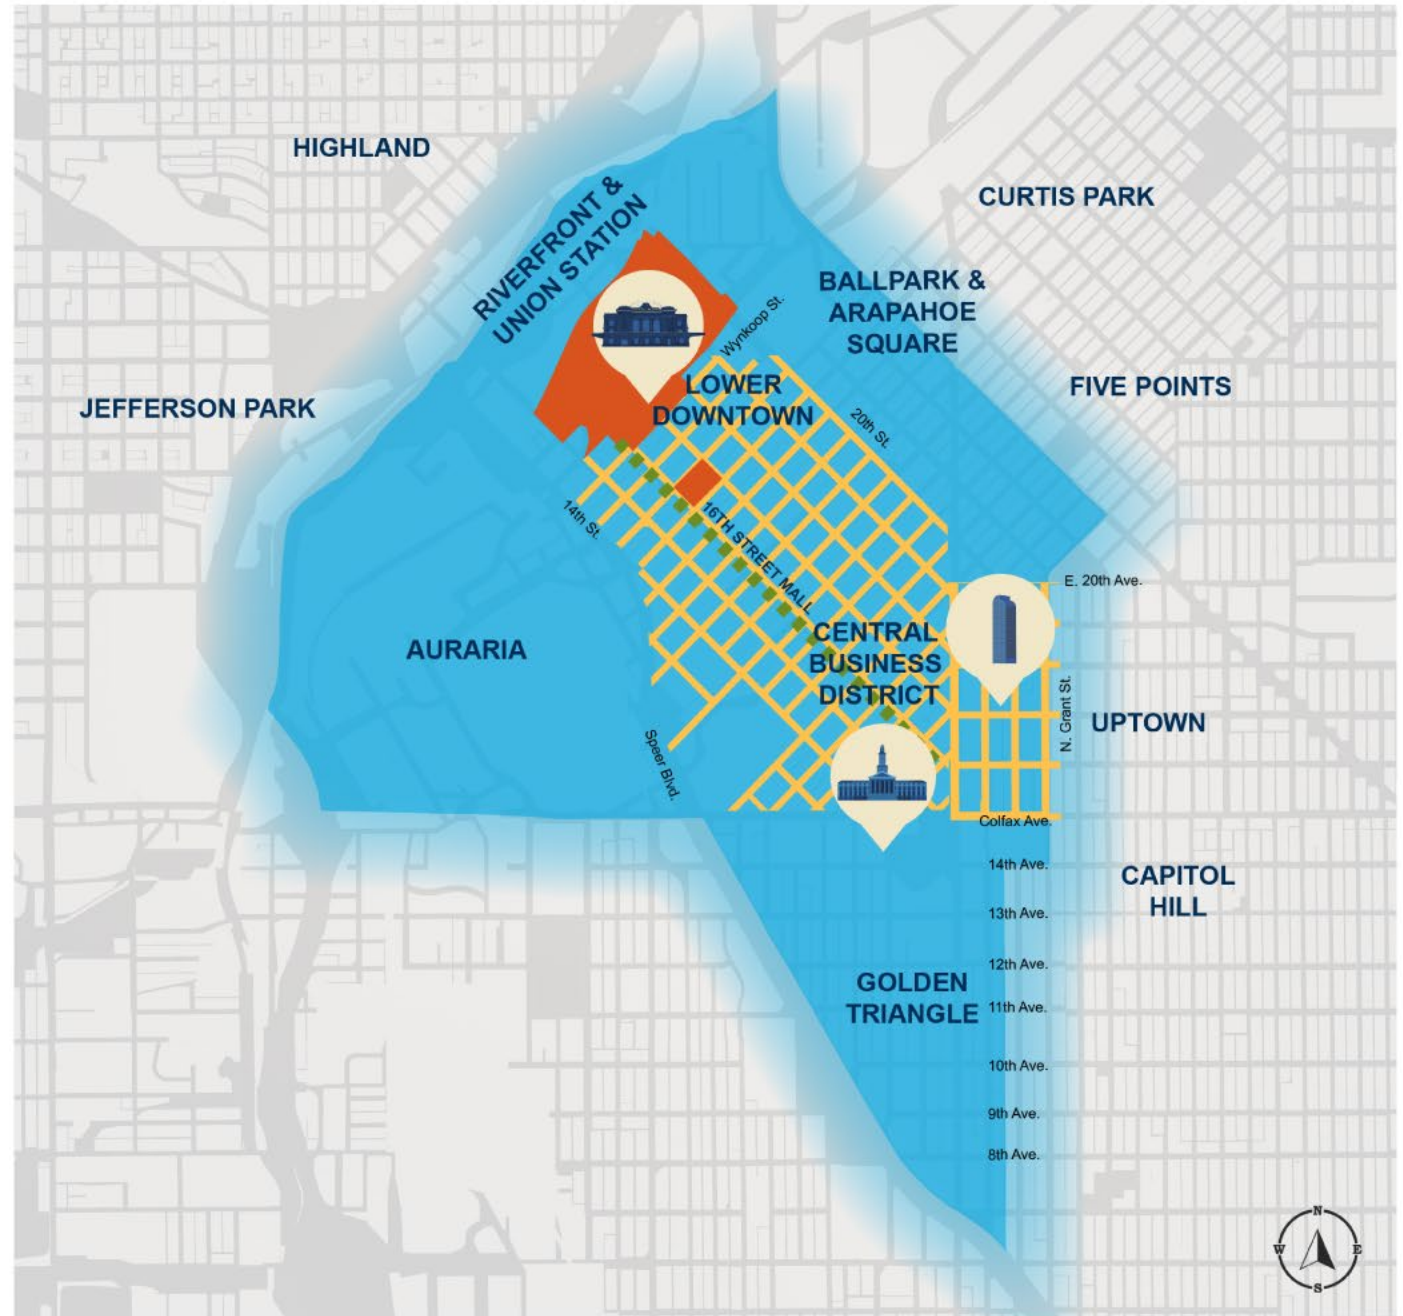 HIGHLAND
CURTIS PARK
RIVERFRONT &
UNION STATION
BALLPARK &
ARAPAHOE
SQUARE
Wynkoop St.
LOWER
DOWNTOWN
FIVE POINTS
JEFFERSON PARK
20th St.
14th St.
16TH STREET MALL
E. 20th Ave.
CENTRAL
BUSINESS
DISTRICT
AURARIA
N. Grant St.
UPTOWN
Speer Blvd.
Colfax Ave.
14th Ave.
CAPITOL
HILL
13th Ave.
12th Ave.
GOLDEN
TRIANGLE
11th Ave.
10th Ave.
9th Ave.
8th Ave.
N
W
E
S